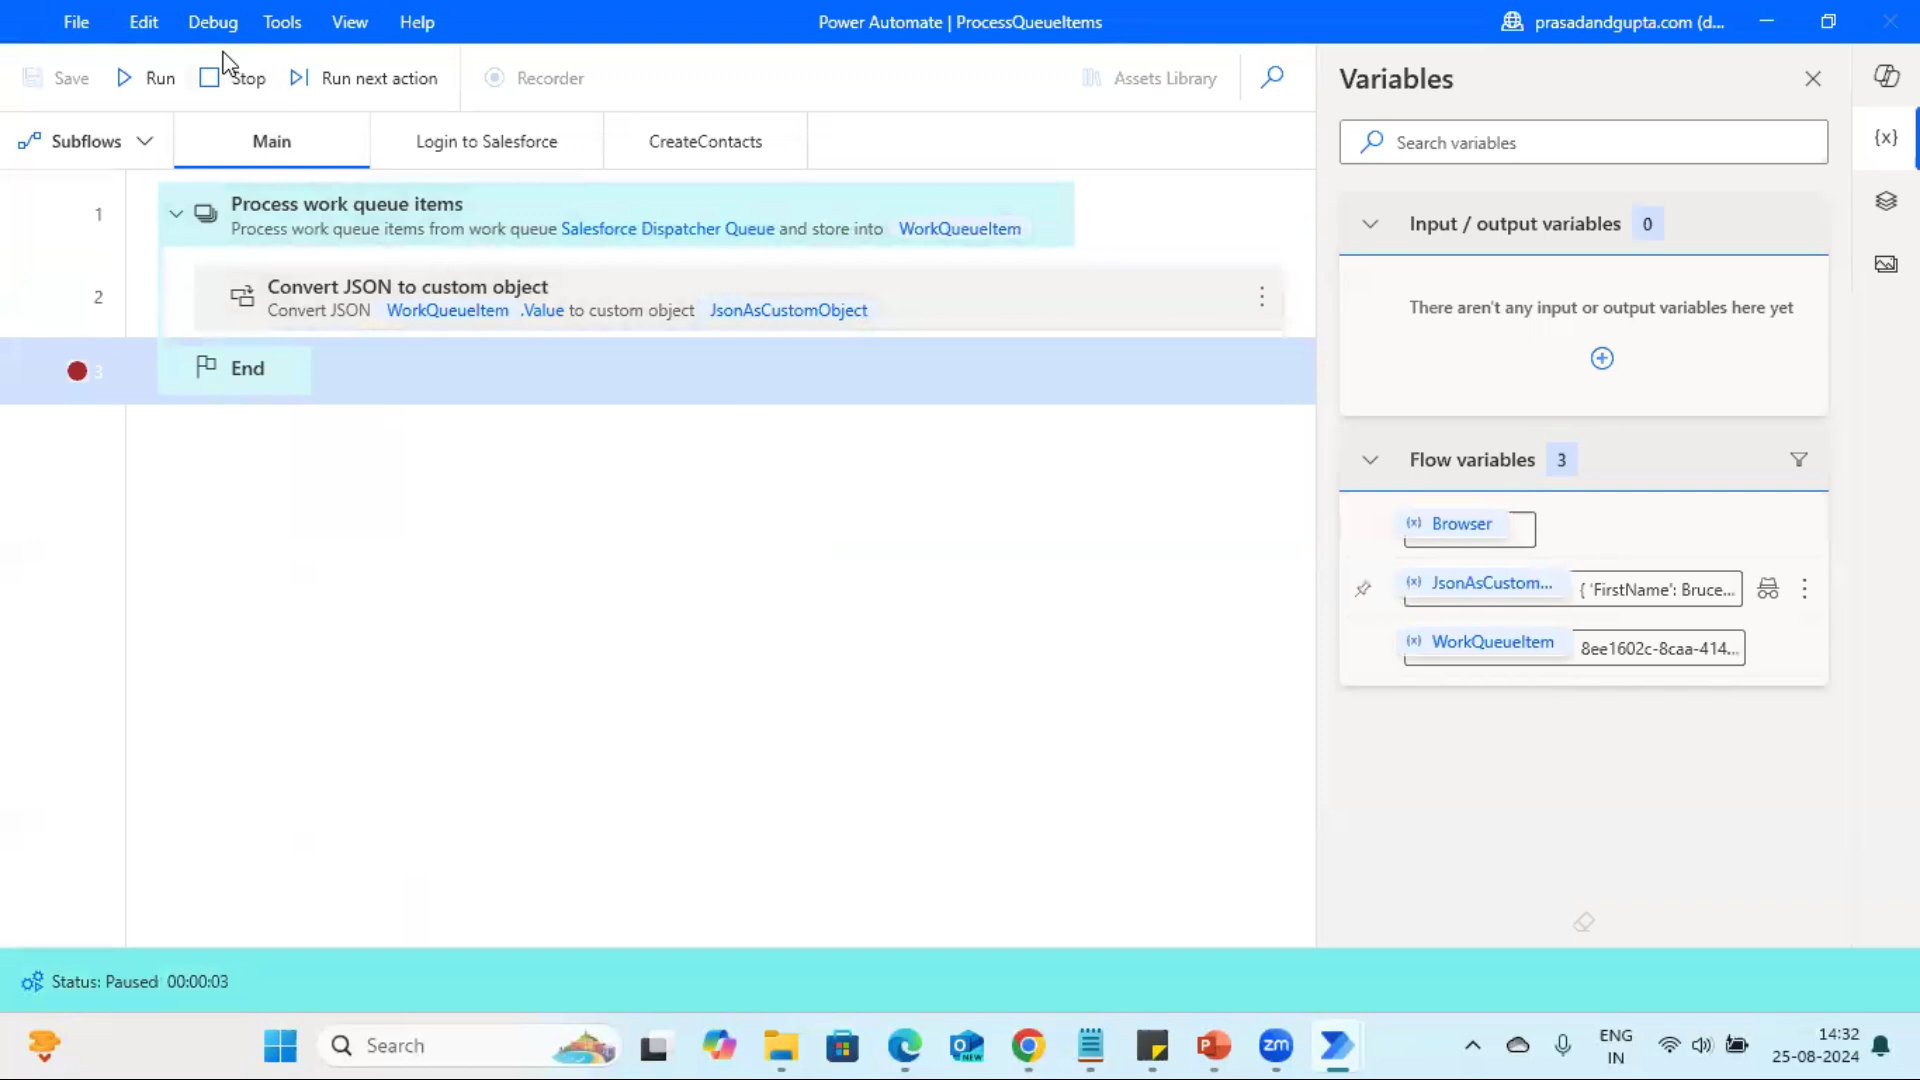 File Edit Debug Tools View Help Power Automate | ProcessQueueItems prasadandgupta.com (d...
Save Run Stop Run next action Recorder Assets Library
Subflows Main Login to Salesforce CreateContacts
1 Process work queue items
Process work queue items from work queue Salesforce Dispatcher Queue and store into WorkQueueItem
2 Convert JSON to custom object
Convert JSON WorkQueueItem .Value to custom object JsonAsCustomObject
3 End
Variables
Search variables
Input / output variables 0
There aren't any input or output variables here yet
Flow variables 3
(x) Browser
(x) JsonAsCustom... { 'FirstName': Bruce...
(x) WorkQueueItem 8ee1602c-8caa-414...
{x}
Status: Paused 00:00:03
Search
NEW
zm
ENG
IN
14:32
25-08-2024